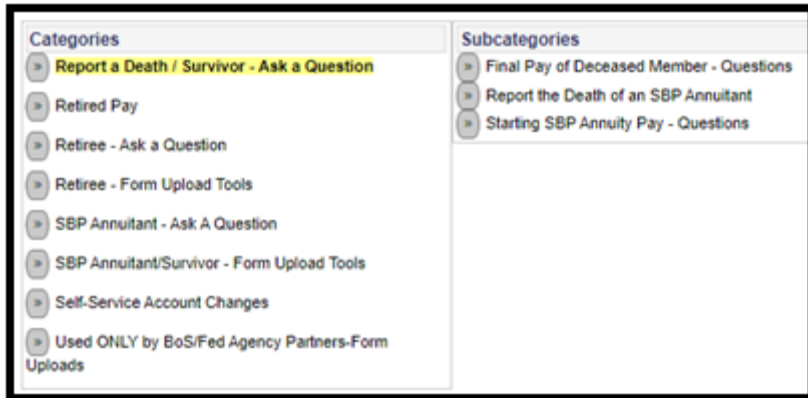 Categories
» Report a Death / Survivor - Ask a Question
» Retired Pay
» Retiree - Ask a Question
» Retiree - Form Upload Tools
» SBP Annuitant - Ask A Question
» SBP Annuitant/Survivor - Form Upload Tools
» Self-Service Account Changes
» Used ONLY by BoS/Fed Agency Partners-Form
Uploads
Subcategories
» Final Pay of Deceased Member - Questions
» Report the Death of an SBP Annuitant
» Starting SBP Annuity Pay - Questions